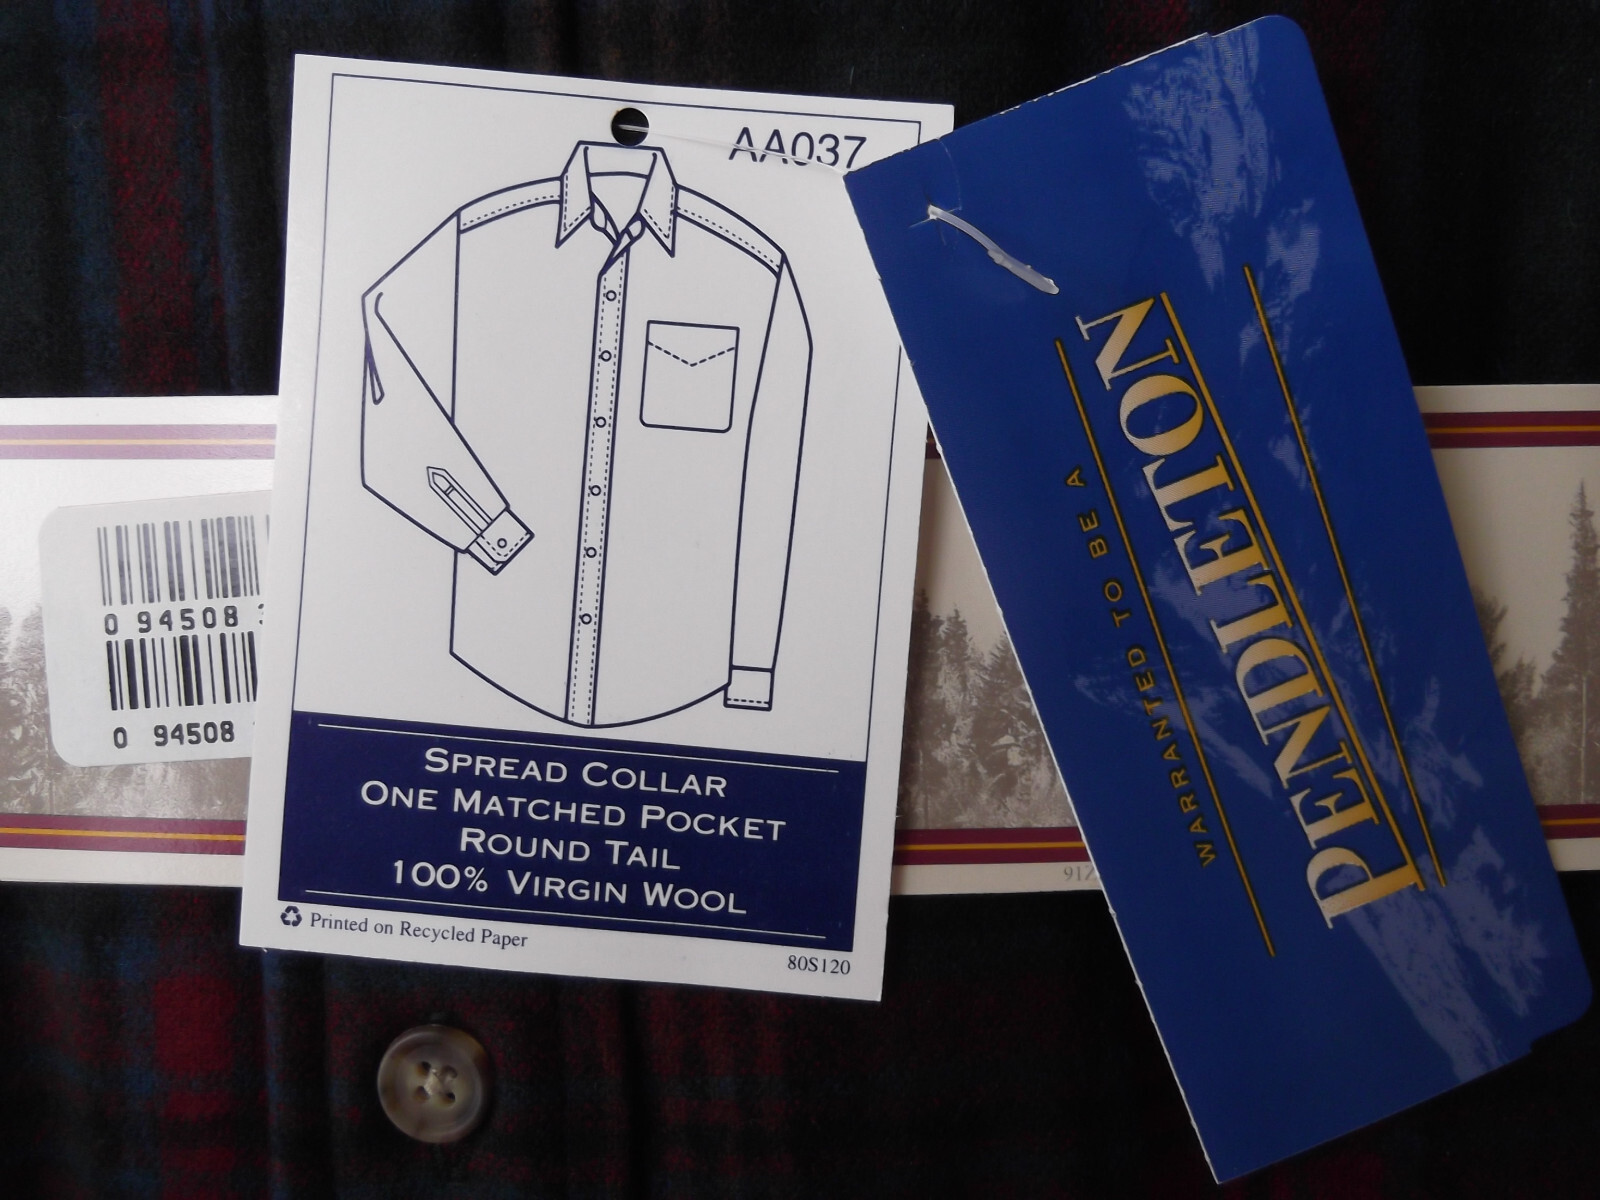 AA037
SPREAD COLLAR
ONE MATCHED POCKET
ROUND TAIL
100% VIRGIN WOOL
Printed on Recycled Paper
80S120
WARRANTED TO BE A
PENDLETON
0 94508
0 94508